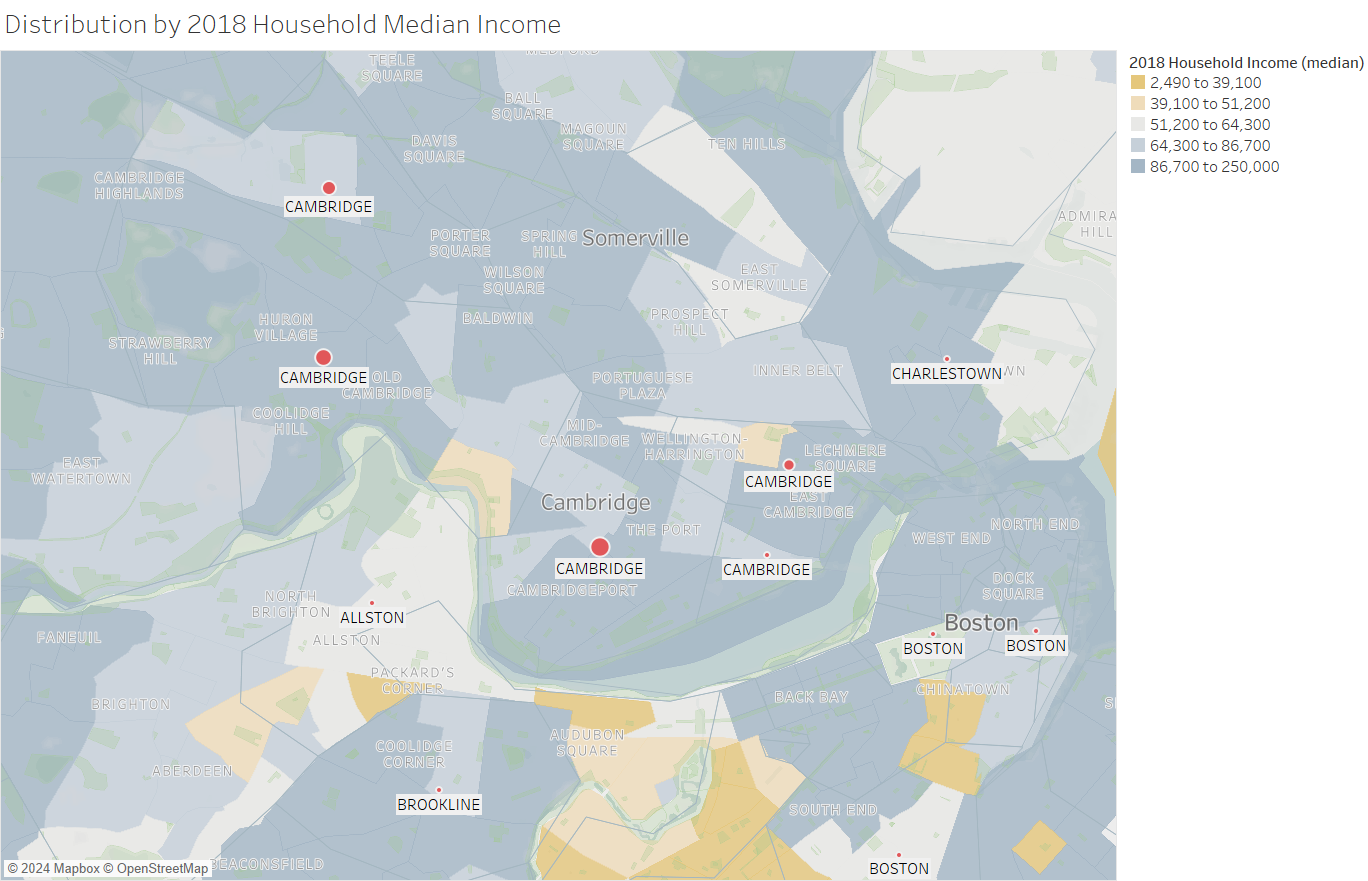 Distribution by 2018 Household Median Income
2018 Household Income (median)
2,490 to 39,100
39,100 to 51,200
51,200 to 64,300
64,300 to 86,700
86,700 to 250,000
MEDFORD
TEELE
SQUARE
BALL
SQUARE
MAGOUN
SQUARE
DAVIS
SQUARE
TEN HILLS
CAMBRIDGE
HIGHLANDS
CAMBRIDGE
ADMIRA
HILL
PORTER
SQUARE
SPRING
HILL
Somerville
WILSON
SQUARE
EAST
SOMERVILLE
HURON
VILLAGE
BALDWIN
PROSPECT
HILL
STRAWBERRY
HILL
CAMBRIDGE
OLD
CAMBRIDGE
PORTUGUESE
PLAZA
INNER BELT
CHARLESTOWN
WN
COOLIDGE
HILL
MID-
CAMBRIDGE
WELLINGTON-
HARRINGTON
LECHMERE
SQUARE
EAST
WATERTOWN
CAMBRIDGE
EAST
CAMBRIDGE
Cambridge
THE PORT
NORTH END
WEST END
CAMBRIDGE
CAMBRIDGE
CAMBRIDGEPORT
DOCK
SQUARE
NORTH
BRIGHTON
ALLSTON
ALLSTON
FANEUIL
Boston
BOSTON
BOSTON
PACKARD'S
CORNER
CHINATOWN
BACK BAY
BRIGHTON
S
COOLIDGE
CORNER
AUDUBON
SQUARE
ABERDEEN
BROOKLINE
SOUTH END
BEACONSFIELD
BOSTON
© 2024 Mapbox © OpenStreetMap